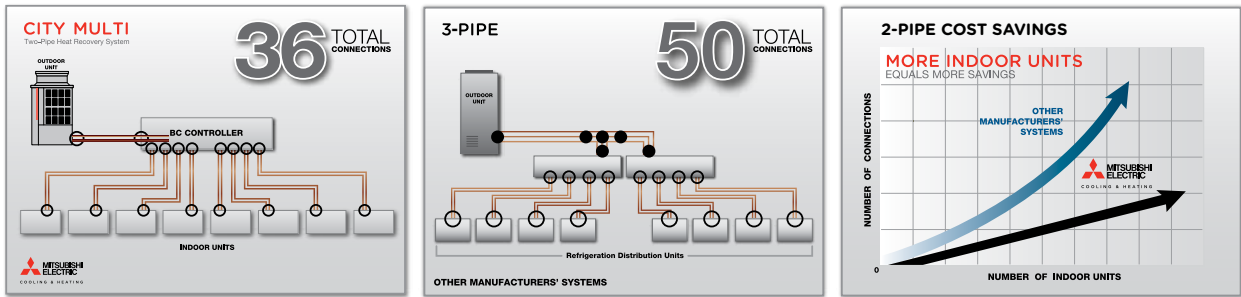 CITY MULTI
Two-Pipe Heat Recovery System
36 TOTAL
CONNECTIONS
OUTDOOR
UNIT
BC CONTROLLER
INDOOR UNITS
MITSUBISHI
ELECTRIC
COOLING & HEATING
3-PIPE
50 TOTAL
CONNECTIONS
OUTDOOR
UNIT
Refrigeration Distribution Units
OTHER MANUFACTURERS' SYSTEMS
2-PIPE COST SAVINGS
MORE INDOOR UNITS
EQUALS MORE SAVINGS
OTHER
MANUFACTURERS'
SYSTEMS
MITSUBISHI
ELECTRIC
COOLING & HEATING
NUMBER OF CONNECTIONS
0
NUMBER OF INDOOR UNITS